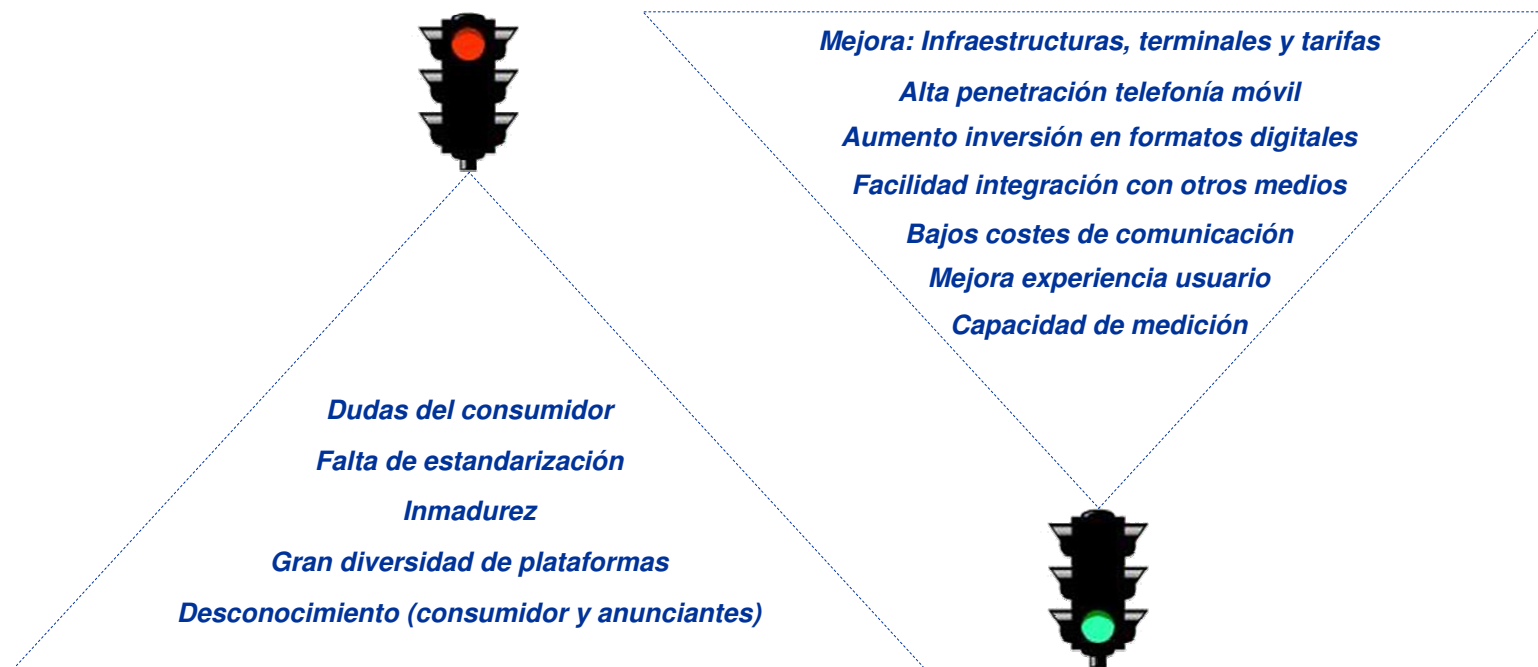 Mejora: Infraestructuras, terminales y tarifas
Alta penetración telefonía móvil
Aumento inversión en formatos digitales
Facilidad integración con otros medios
Bajos costes de comunicación
Mejora experiencia usuario
Capacidad de medición
Dudas del consumidor
Falta de estandarización
Inmadurez
Gran diversidad de plataformas
Desconocimiento (consumidor y anunciantes)